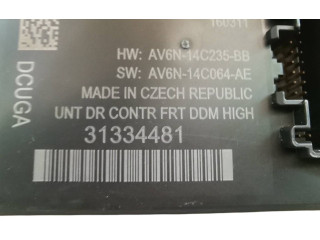 160311
HW: AV6N-14C235-BB
SW: AV6N-14C064-AE
MADE IN CZECH REPUBLIC
UNT DR CONTR FRT DDM HIGH
31334481
DCUGA